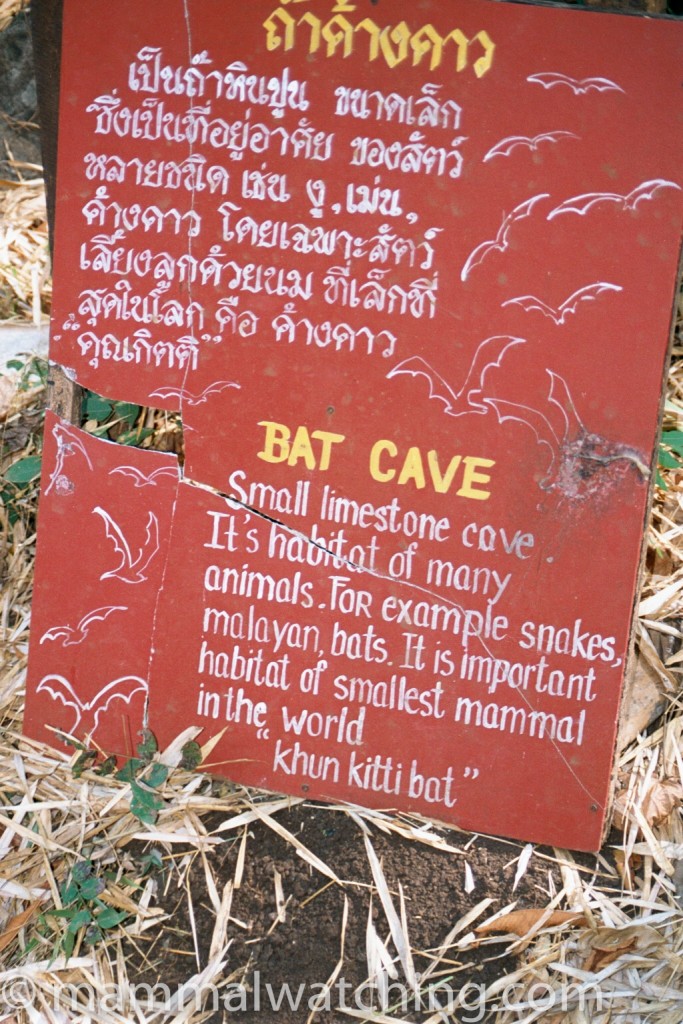 ถ้ำค้างคาว
เป็นถ้ำหินปูน ขนาดเล็ก
ซึ่งเป็นที่อยู่อาศัย ของสัตว์
หลายชนิด เช่น งู, เม่น,
ค้างคาว โดยเฉพาะสัตว์
เลี้ยงลูกด้วยนม ที่เล็กที่
สุดในโลก คือ ค้างคาว
"คุณกิตติ"
BAT CAVE
Small limestone cave
It's habitat of many
animals. FOR example snakes,
malayan, bats. It is important
habitat of smallest mammal
in the world
"khun kitti bat"
© mammalwatching.com